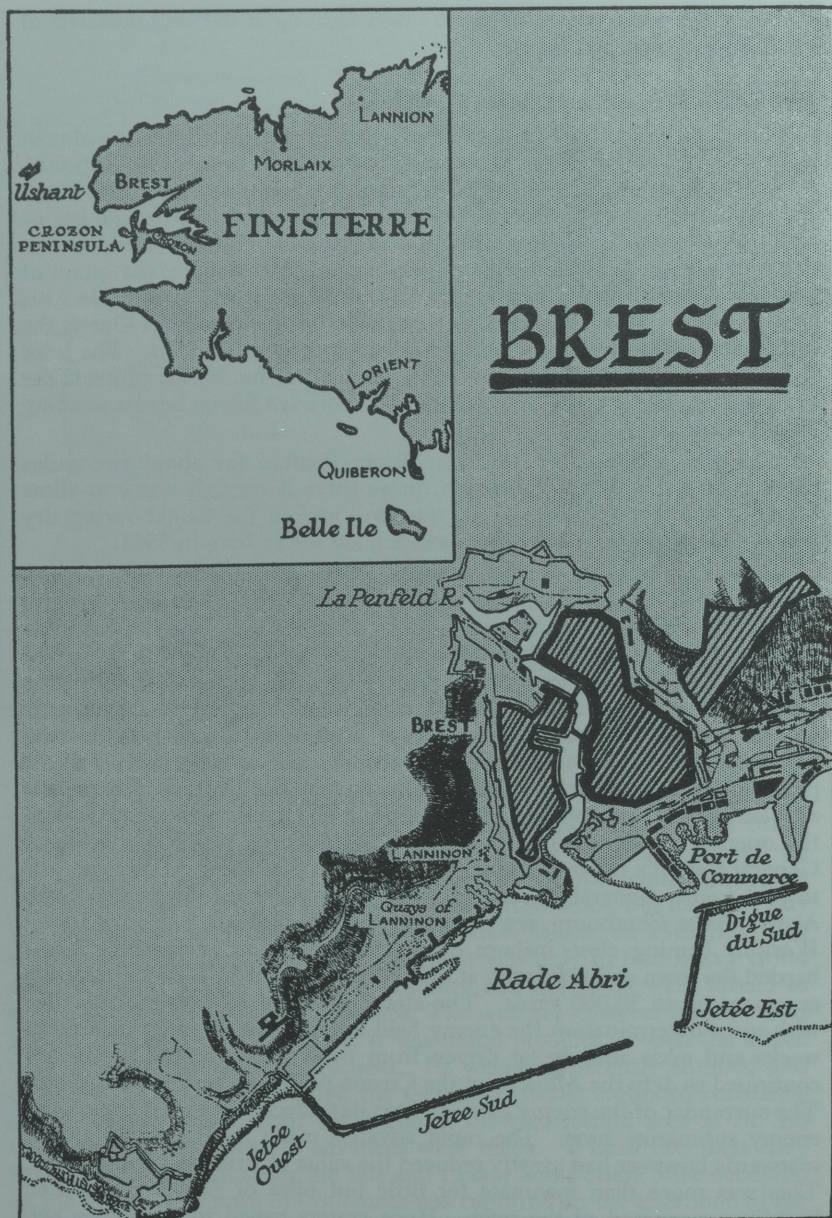 LANNION
MORLAIX
Ushant
BREST
CROZON
PENINSULA
CROZON
FINISTERRE
LORIENT
QUIBERON
Belle Ile
BREST
La Penfeld R.
BREST
LANNINON
Quays of
LANNINON
Port de
Commerce
Digue
du Sud
Rade Abri
Jetée Est
Jetee Sud
Jetée
Ouest